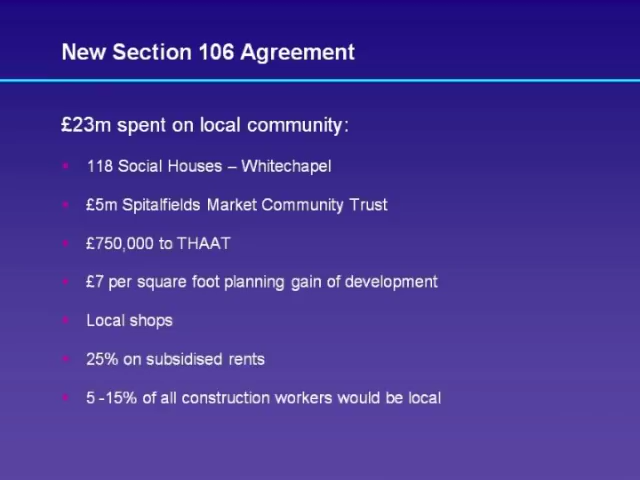 New Section 106 Agreement
£23m spent on local community:
118 Social Houses – Whitechapel
£5m Spitalfields Market Community Trust
£750,000 to THAAT
£7 per square foot planning gain of development
Local shops
25% on subsidised rents
5 -15% of all construction workers would be local